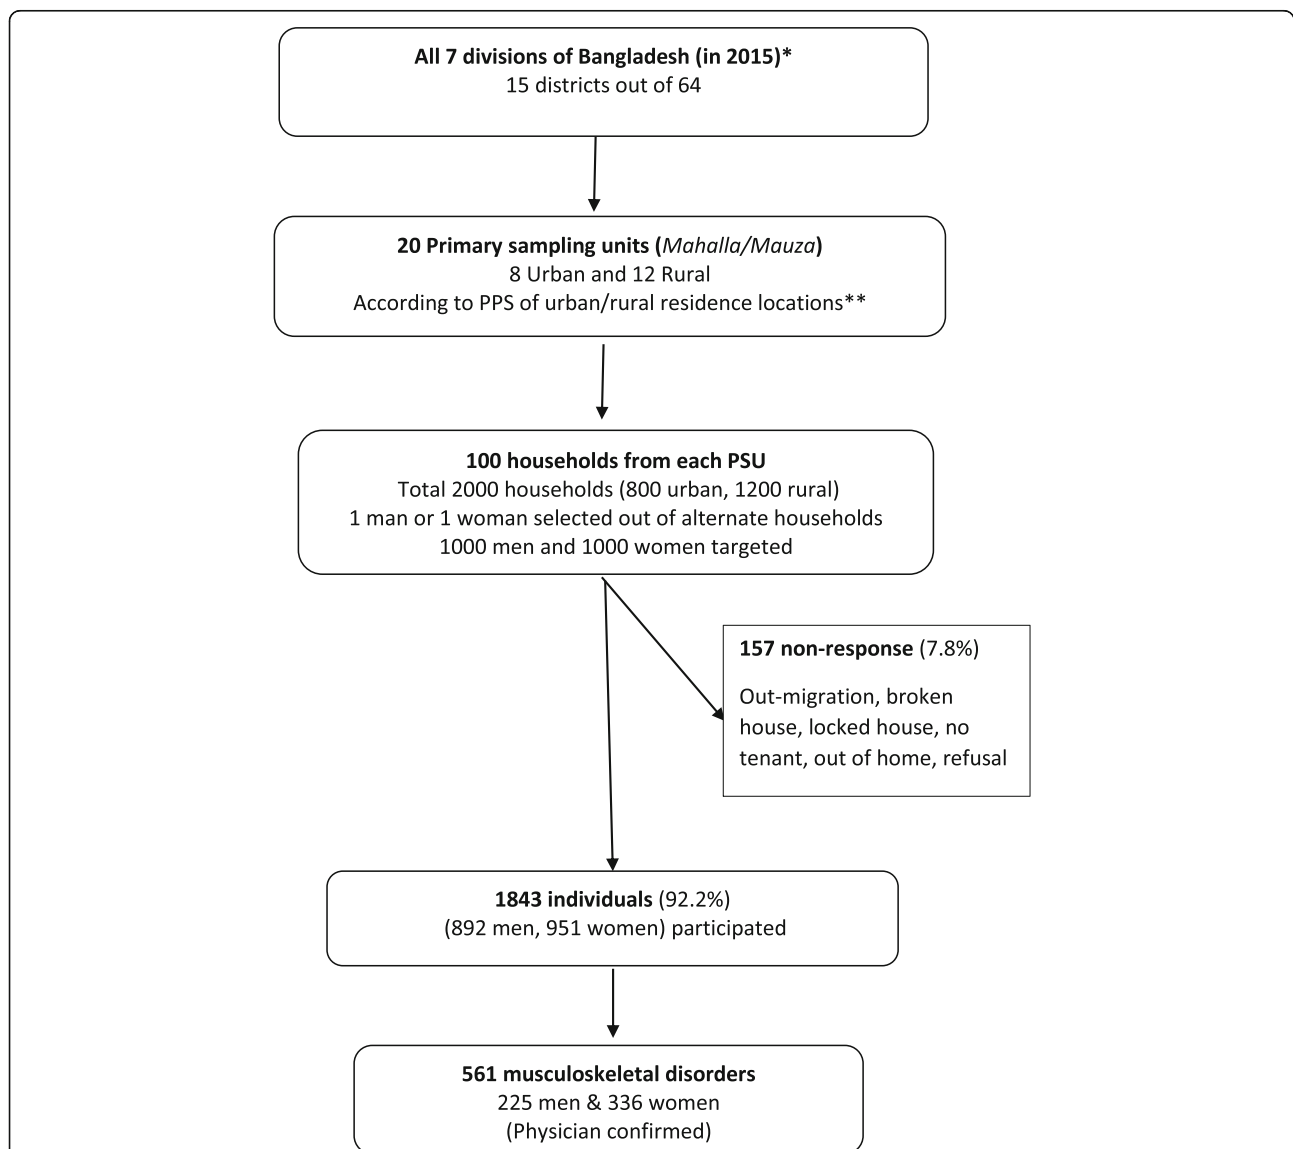 All 7 divisions of Bangladesh (in 2015)*
15 districts out of 64
20 Primary sampling units (Mahalla/Mauza)
8 Urban and 12 Rural
According to PPS of urban/rural residence locations**
100 households from each PSU
Total 2000 households (800 urban, 1200 rural)
1 man or 1 woman selected out of alternate households
1000 men and 1000 women targeted
157 non-response (7.8%)
Out-migration, broken
house, locked house, no
tenant, out of home, refusal
1843 individuals (92.2%)
(892 men, 951 women) participated
561 musculoskeletal disorders
225 men & 336 women
(Physician confirmed)